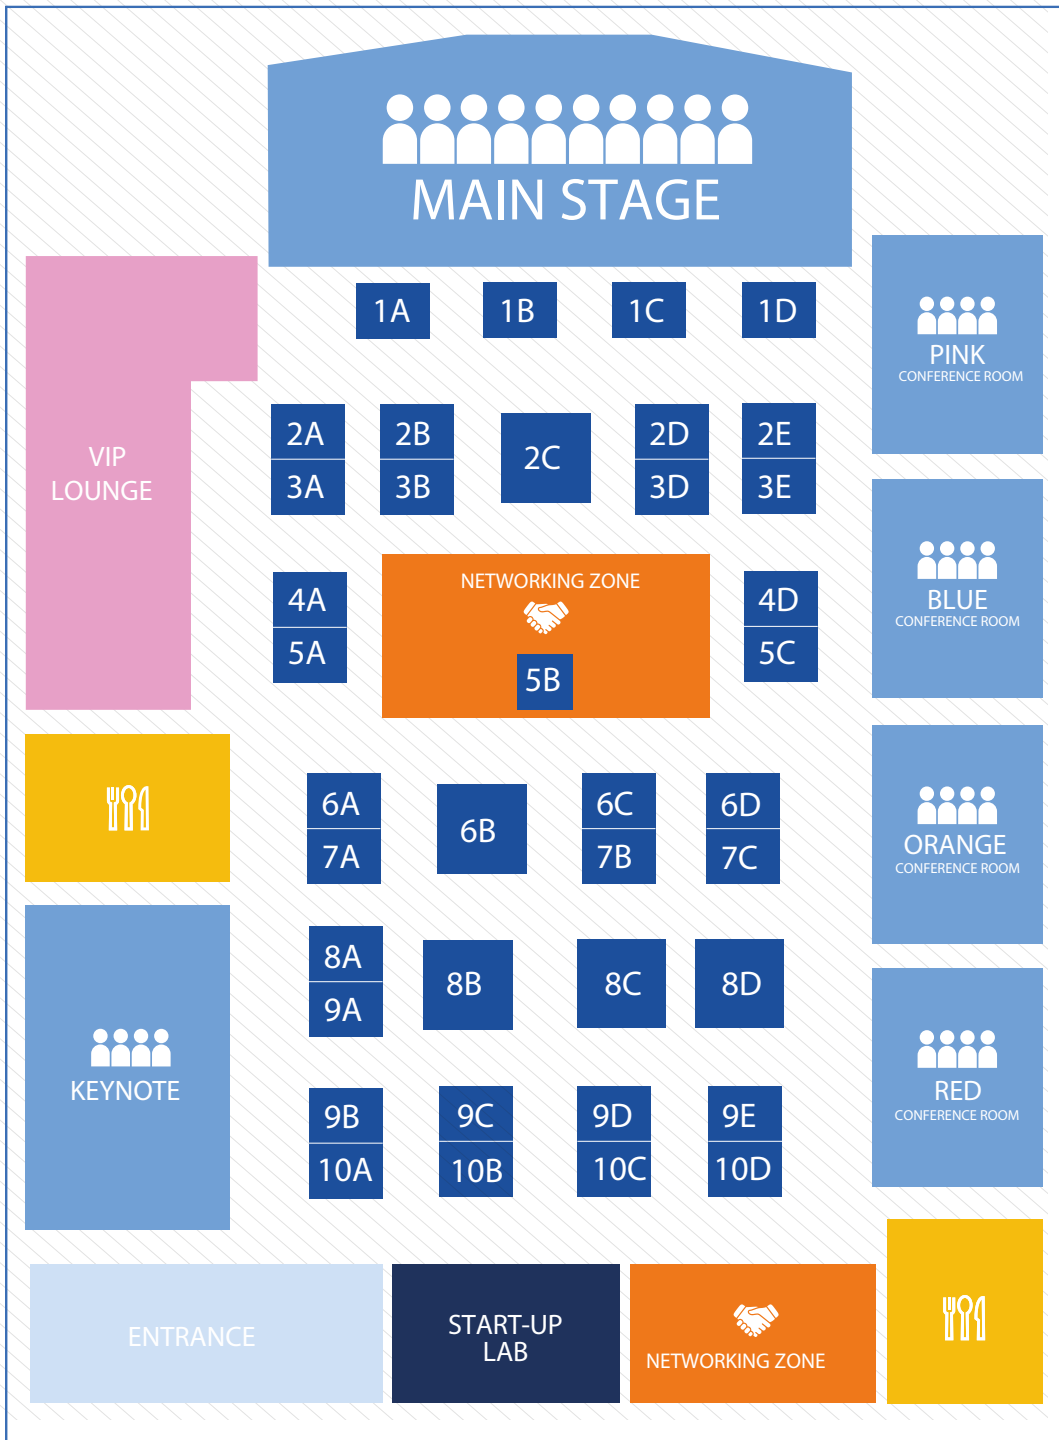 MAIN STAGE
1A
1B
1C
1D
PINK
CONFERENCE ROOM
VIP
LOUNGE
2A
2B
2C
2D
2E
3A
3B
3D
3E
BLUE
CONFERENCE ROOM
NETWORKING ZONE
4A
4D
5A
5B
5C
6A
6B
6C
6D
7A
7B
7C
ORANGE
CONFERENCE ROOM
8A
8B
8C
8D
9A
KEYNOTE
RED
CONFERENCE ROOM
9B
9C
9D
9E
10A
10B
10C
10D
ENTRANCE
START-UP
LAB
NETWORKING ZONE